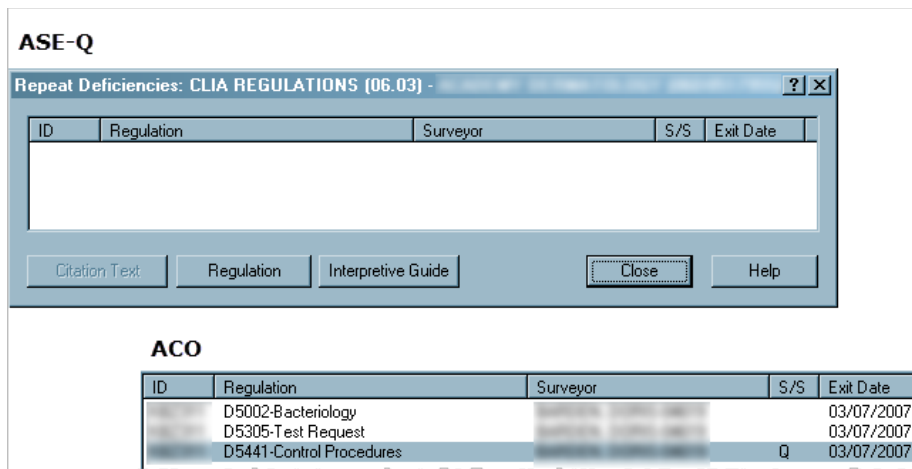 ASE-Q
Repeat Deficiencies: CLIA REGULATIONS (06.03) -
ID Regulation Surveyor S/S Exit Date
Citation Text Regulation Interpretive Guide Close Help
ACO
ID Regulation Surveyor S/S Exit Date
D5002-Bacteriology 03/07/2007
D5305-Test Request 03/07/2007
D5441-Control Procedures Q 03/07/2007